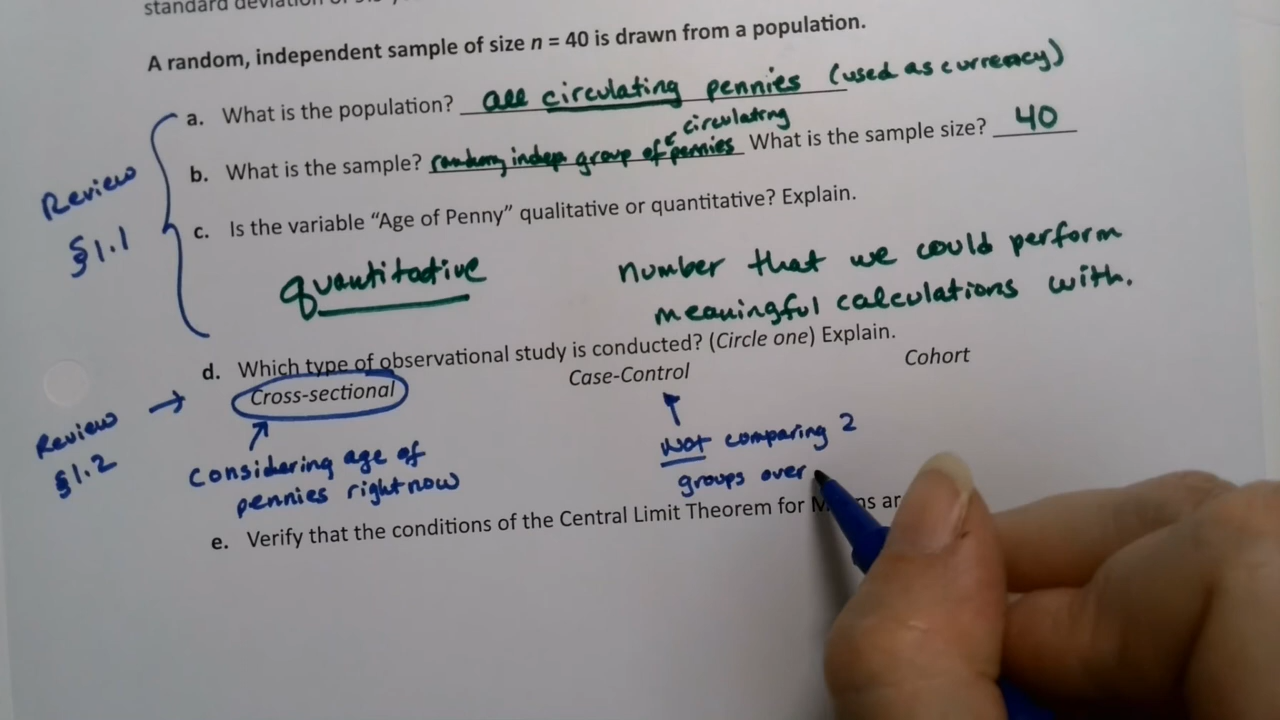 standard deviation of
A random, independent sample of size n = 40 is drawn from a population.
a. What is the population? all circulating pennies (used as currency)
circulating
b. What is the sample? random, indep group of pennies What is the sample size? 40
Review
§1.1
c. Is the variable “Age of Penny” qualitative or quantitative? Explain.
quantitative
number that we could perform
meaningful calculations with.
d. Which type of observational study is conducted? (Circle one) Explain.
Cross-sectional Case-Control Cohort
Review
§1.2
considering age of
pennies right now
Not comparing 2
groups over
e. Verify that the conditions of the Central Limit Theorem for